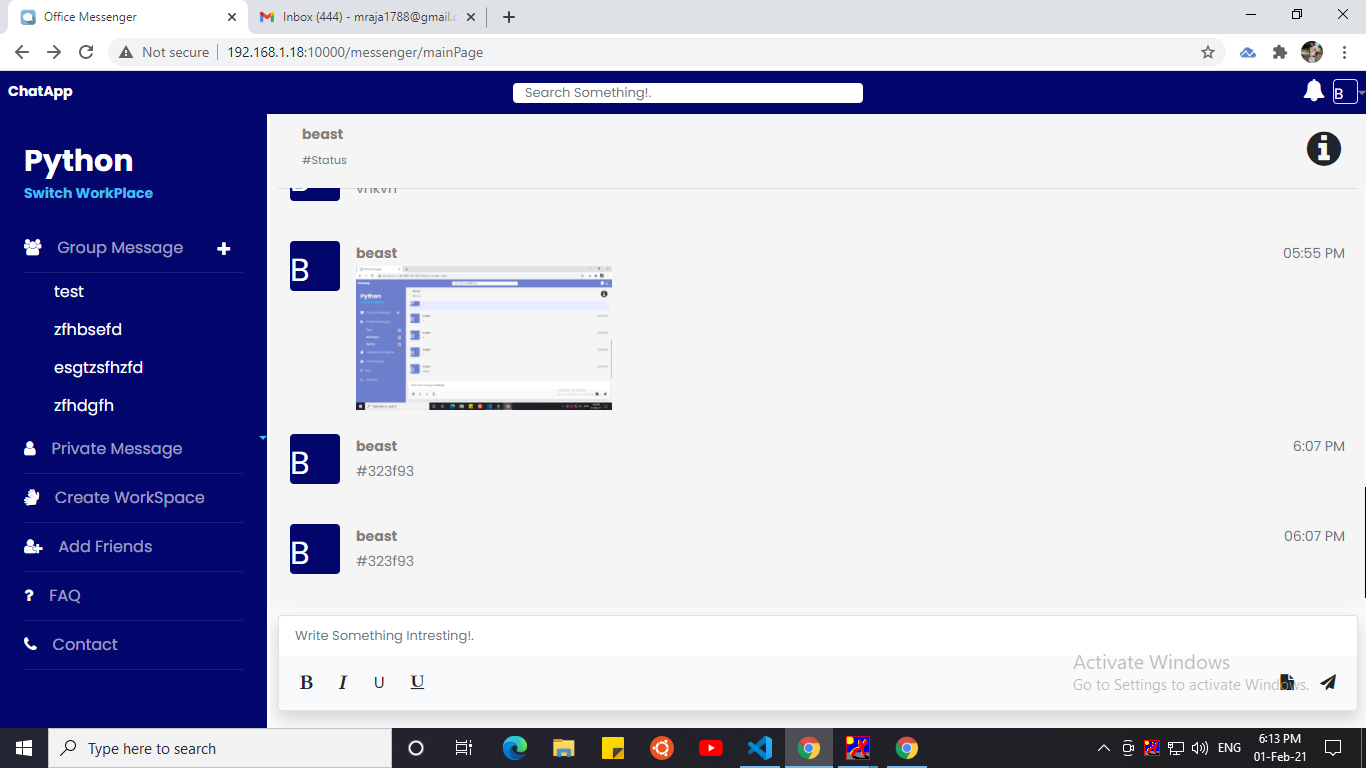 Office Messenger
Inbox (444) - mraja1788@gmail.c
Not secure
192.168.1.18:10000/messenger/mainPage
ChatApp
Search Something!.
B
Python
Switch WorkPlace
Group Message
test
zfhbsefd
esgtzsfhzfd
zfhdgfh
Private Message
Create WorkSpace
Add Friends
FAQ
Contact
beast
#Status
B
beast
05:55 PM
Python
B
beast
6:07 PM
#323f93
B
beast
06:07 PM
#323f93
Write Something Intresting!.
B I U U
Activate Windows
Go to Settings to activate Windows.
Type here to search
ENG
6:13 PM
01-Feb-21